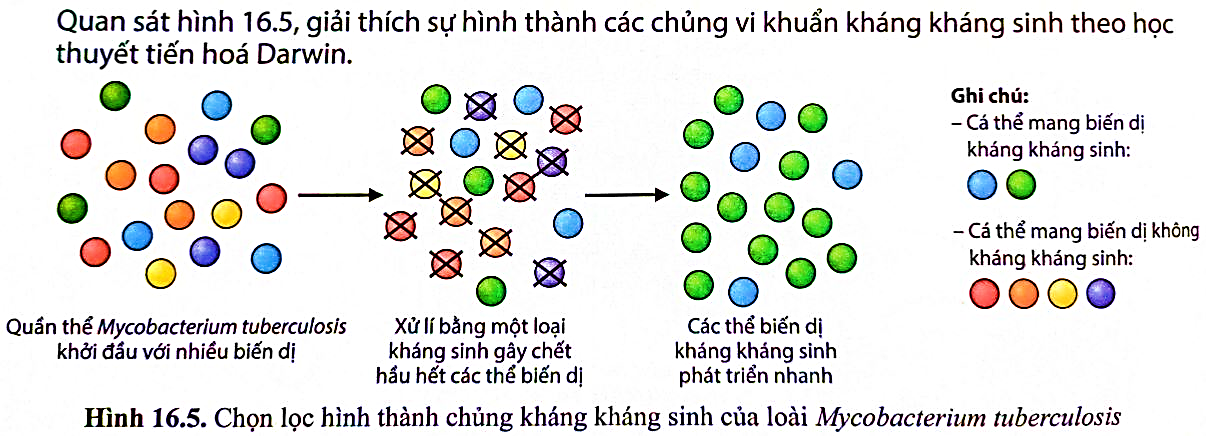 Quan sát hình 16.5, giải thích sự hình thành các chủng vi khuẩn kháng kháng sinh theo học
thuyết tiến hoá Darwin.
Quần thể Mycobacterium tuberculosis
khởi đầu với nhiều biến dị
Xử lí bằng một loại
kháng sinh gây chết
hầu hết các thể biến dị
Các thể biến dị
kháng kháng sinh
phát triển nhanh
Ghi chú:
– Cá thể mang biến dị
kháng kháng sinh:
– Cá thể mang biến dị không
kháng kháng sinh:
Hình 16.5. Chọn lọc hình thành chủng kháng kháng sinh của loài Mycobacterium tuberculosis